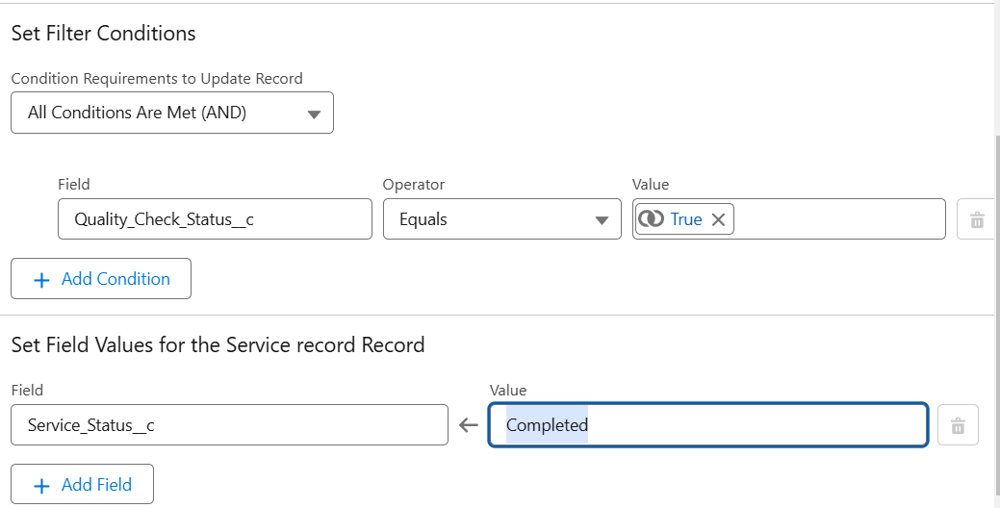 Set Filter Conditions
Condition Requirements to Update Record
All Conditions Are Met (AND)
Field Operator Value
Quality_Check_Status__c Equals True
Add Condition
Set Field Values for the Service record Record
Field Value
Service_Status__c Completed
Add Field